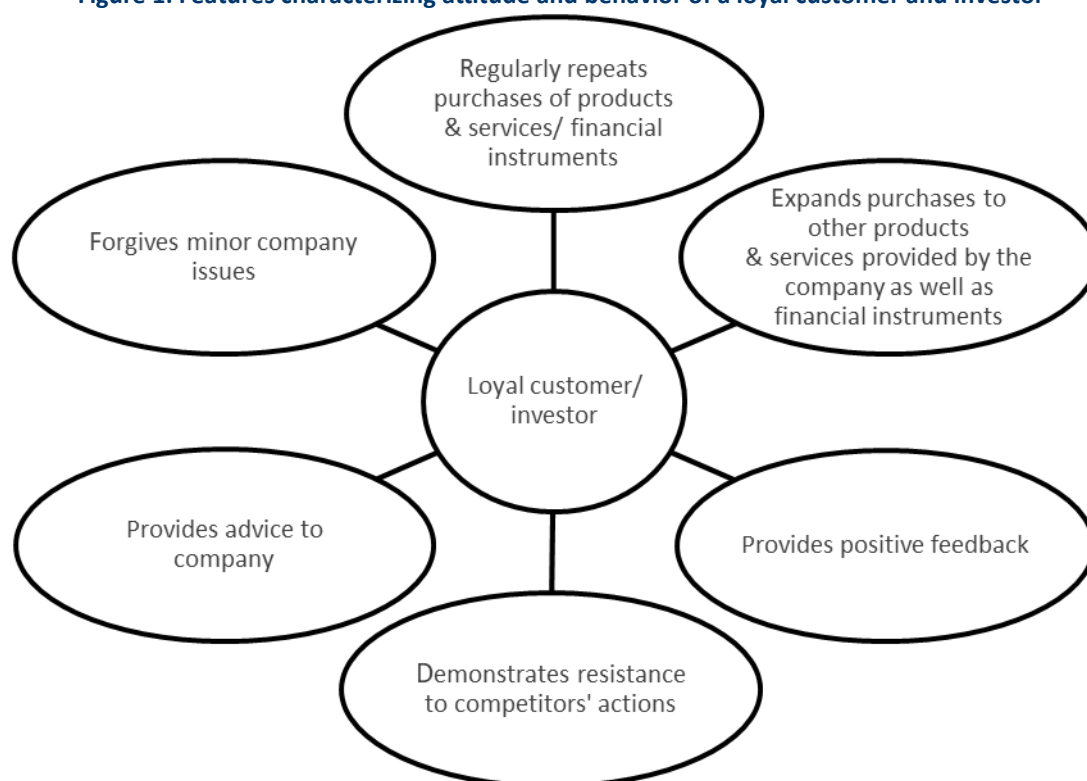 Figure 1. Features characterizing attitude and behavior of a loyal customer and investor
Regularly repeats
purchases of products
& services/ financial
instruments
Expands purchases to
other products
& services provided by the
company as well as
financial instruments
Forgives minor company
issues
Loyal customer/
investor
Provides advice to
company
Provides positive feedback
Demonstrates resistance
to competitors' actions